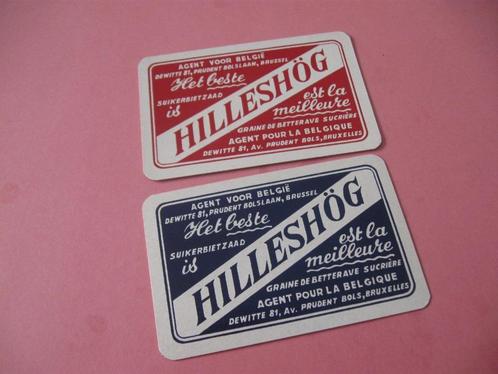 AGENT VOOR BELGIË
DEWITTE 81, PRUDENT BOLSLAAN, BRUSSEL
Het beste
SUIKERBIETZAAD
is
HILLESHÖG
est la
meilleure
GRAINE DE BETTERAVE SUCRIÈRE
AGENT POUR LA BELGIQUE
DEWITTE 81, Av. PRUDENT BOLS, BRUXELLES
AGENT VOOR BELGIË
DEWITTE 81, PRUDENT BOLSLAAN, BRUSSEL
Het beste
SUIKERBIETZAAD
is
HILLESHÖG
est la
meilleure
GRAINE DE BETTERAVE SUCRIÈRE
AGENT POUR LA BELGIQUE
DEWITTE 81, Av. PRUDENT BOLS, BRUXELLES